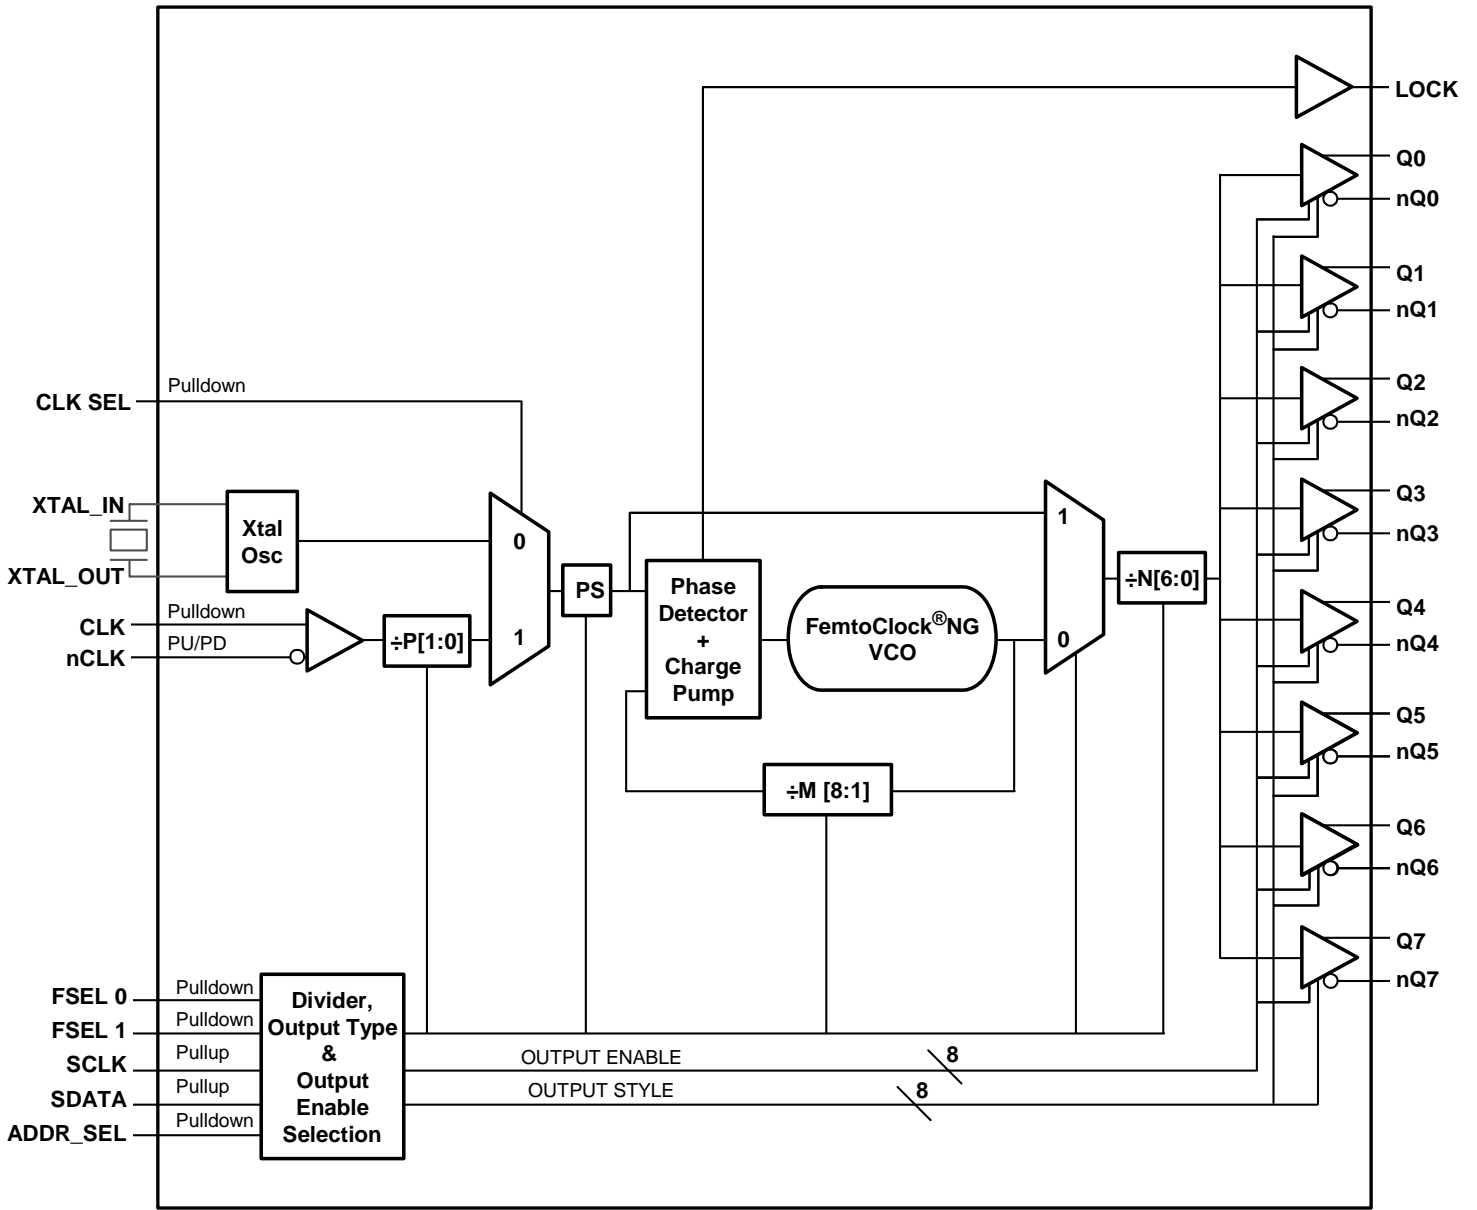 LOCK
Q0
nQ0
Q1
nQ1
Pulldown
CLK SEL
Q2
nQ2
XTAL_IN
XTAL_OUT
Xtal
Osc
0
1
PS
Phase
Detector
+
Charge
Pump
FemtoClock®NG
VCO
1
0
÷N[6:0]
Q3
nQ3
Q4
nQ4
Pulldown
CLK
PU/PD
nCLK
÷P[1:0]
÷M [8:1]
Q5
nQ5
Q6
nQ6
Q7
nQ7
FSEL 0
Pulldown
FSEL 1
Pulldown
SCLK
Pullup
SDATA
Pullup
ADDR_SEL
Pulldown
Divider,
Output Type
&
Output
Enable
Selection
OUTPUT ENABLE
8
OUTPUT STYLE
8